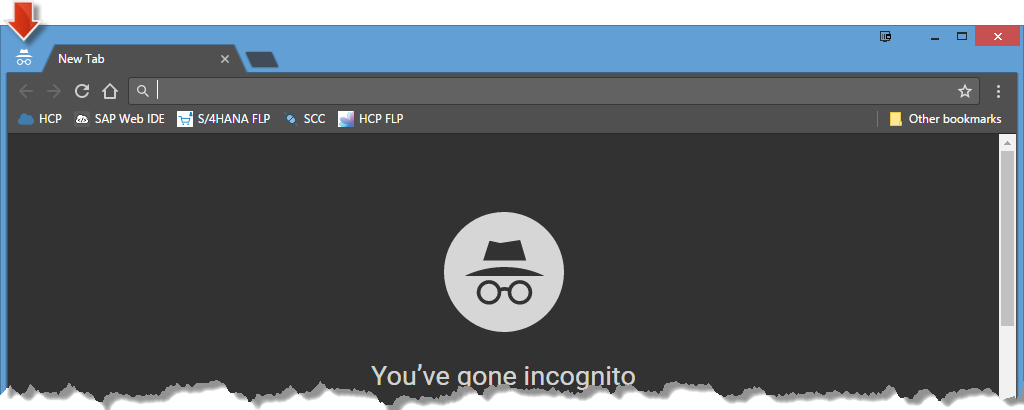 New Tab
HCP SAP Web IDE S/4HANA FLP SCC HCP FLP Other bookmarks
You’ve gone incognito